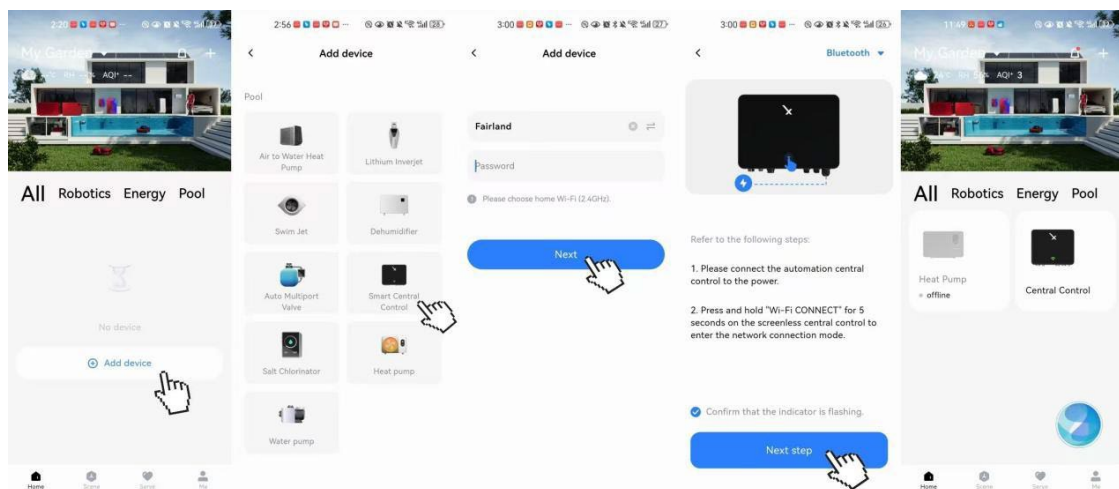 2:20
My Garden
-- °C RH --% AQI* --
All Robotics Energy Pool
No device
Add device
Home Scene Serve Me
2:56 28
Add device
Pool
Air to Water Heat
Pump
Lithium Inverjet
Swim Jet
Dehumidifier
Auto Multiport
Valve
Smart Central
Control
Salt Chlorinator
Heat pump
Water pump
3:00 27
Add device
Fairland
Password
Please choose home Wi-Fi (2.4GHz).
Next
3:00 26
Bluetooth
Refer to the following steps:
1. Please connect the automation central
control to the power.
2. Press and hold "Wi-Fi CONNECT" for 5
seconds on the screenless central control to
enter the network connection mode.
Confirm that the indicator is flashing.
Next step
11:49
My Garden
AQI* 3
All Robotics Energy Pool
Heat Pump
offline
Central Control
Home Scene Serve Me